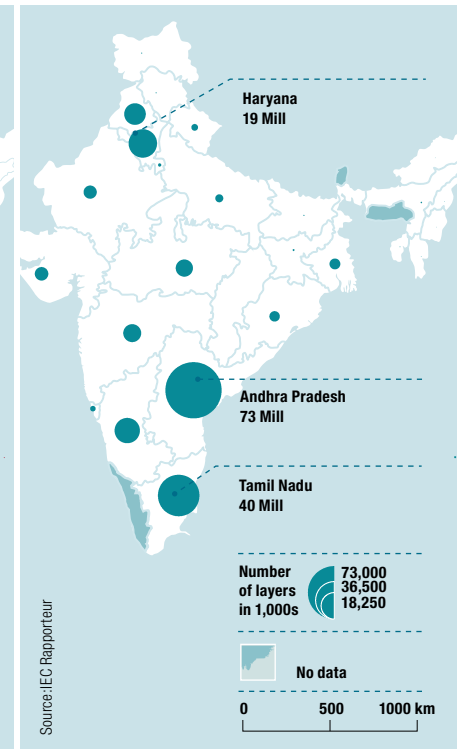 Haryana
19 Mill
Andhra Pradesh
73 Mill
Tamil Nadu
40 Mill
Number
of layers
in 1,000s
73,000
36,500
18,250
No data
0 500 1000 km
Source:IEC Rapporteur